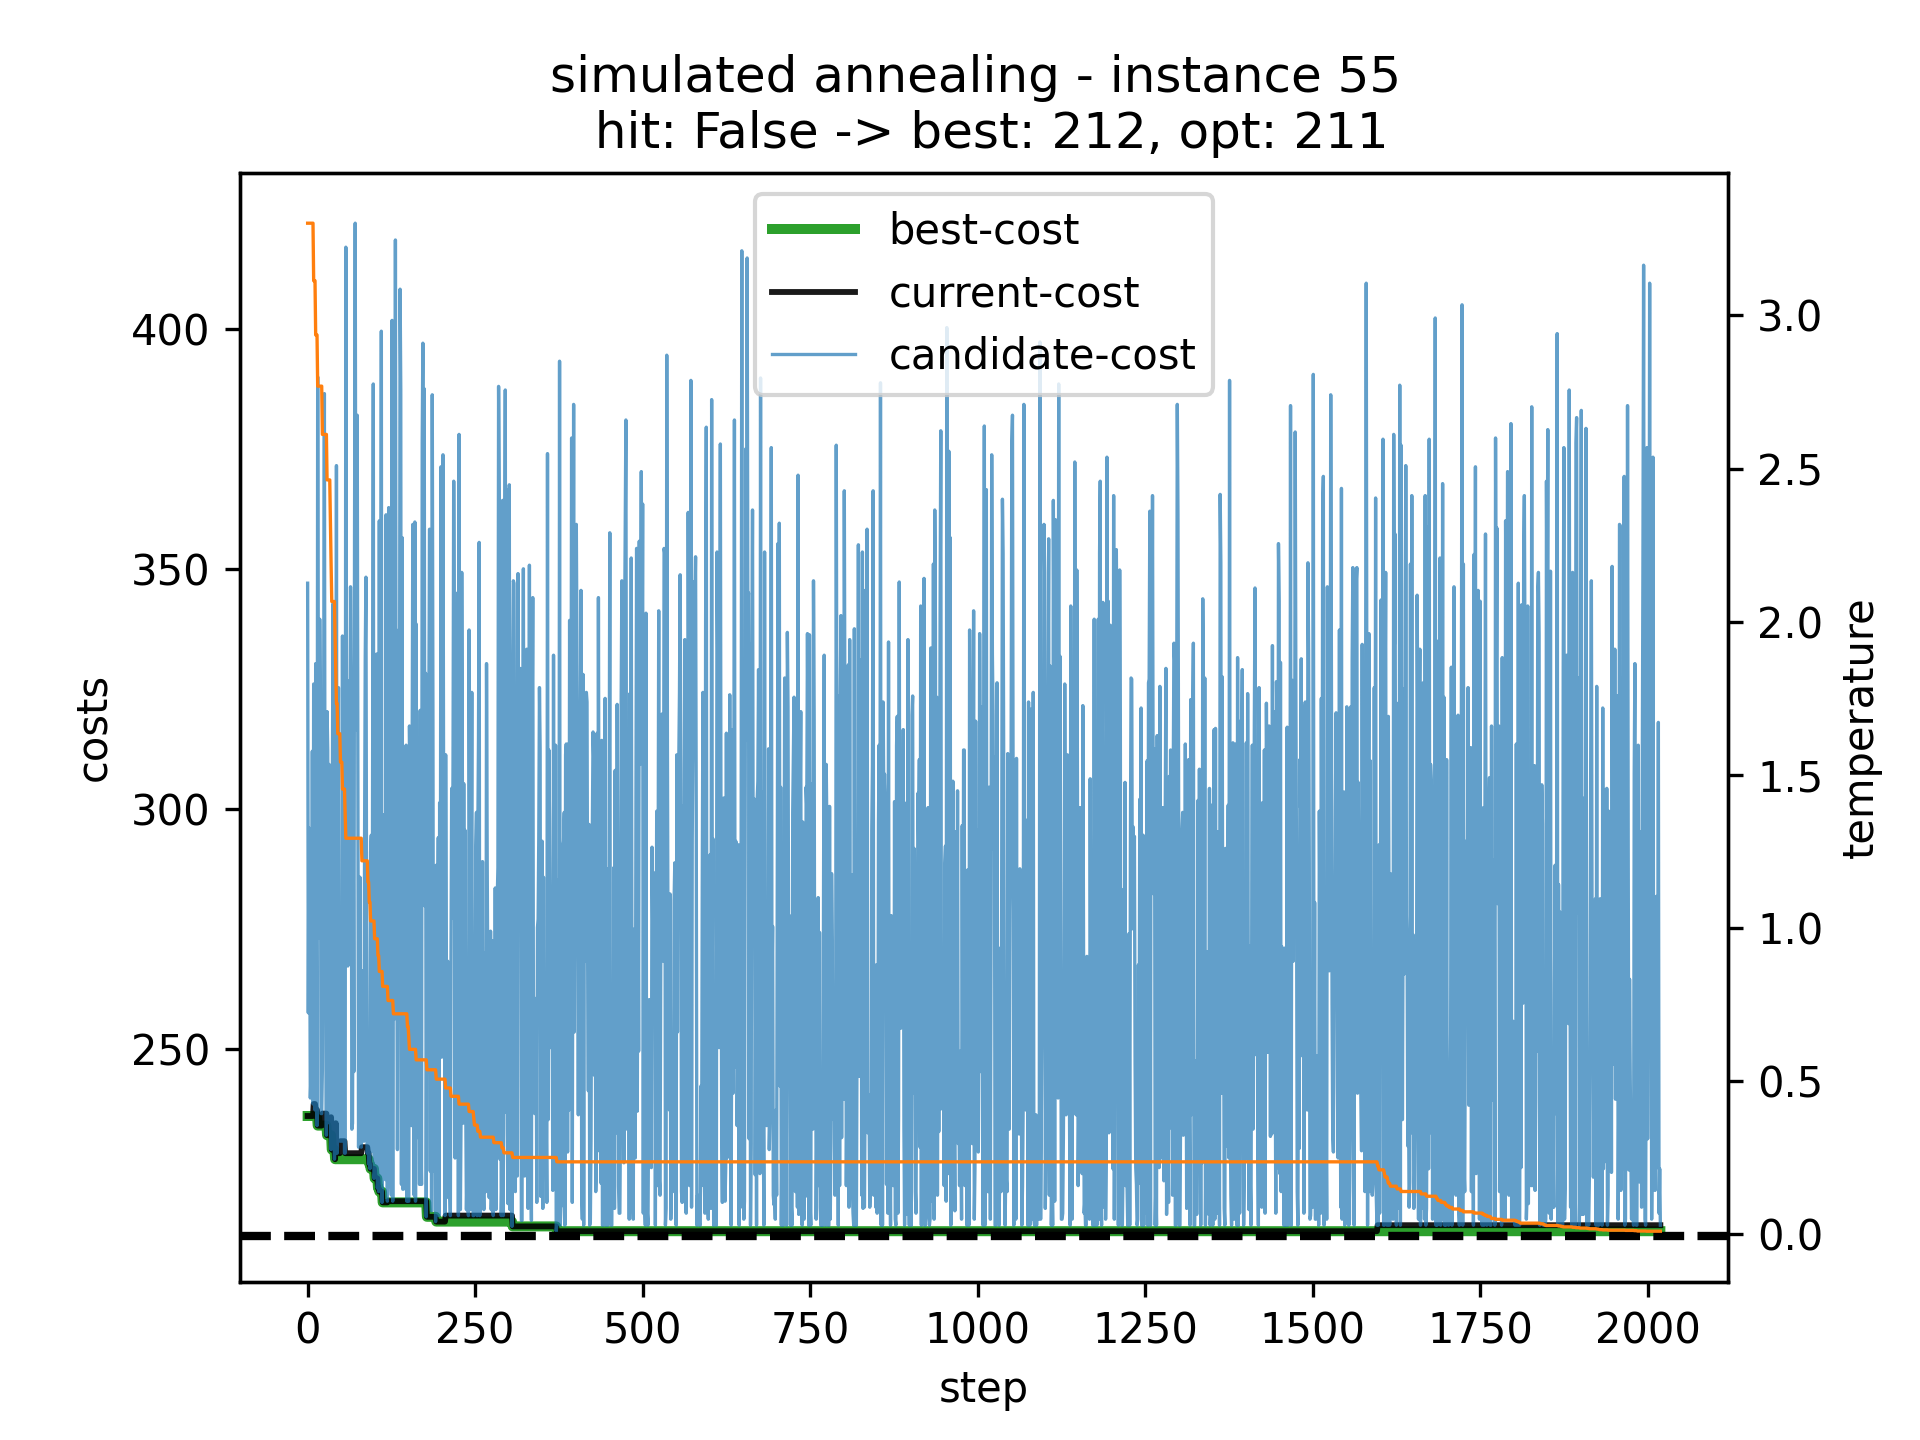 simulated annealing - instance 55
hit: False -> best: 212, opt: 211
best-cost
current-cost
candidate-cost
costs
400
350
300
250
temperature
3.0
2.5
2.0
1.5
1.0
0.5
0.0
0 250 500 750 1000 1250 1500 1750 2000
step